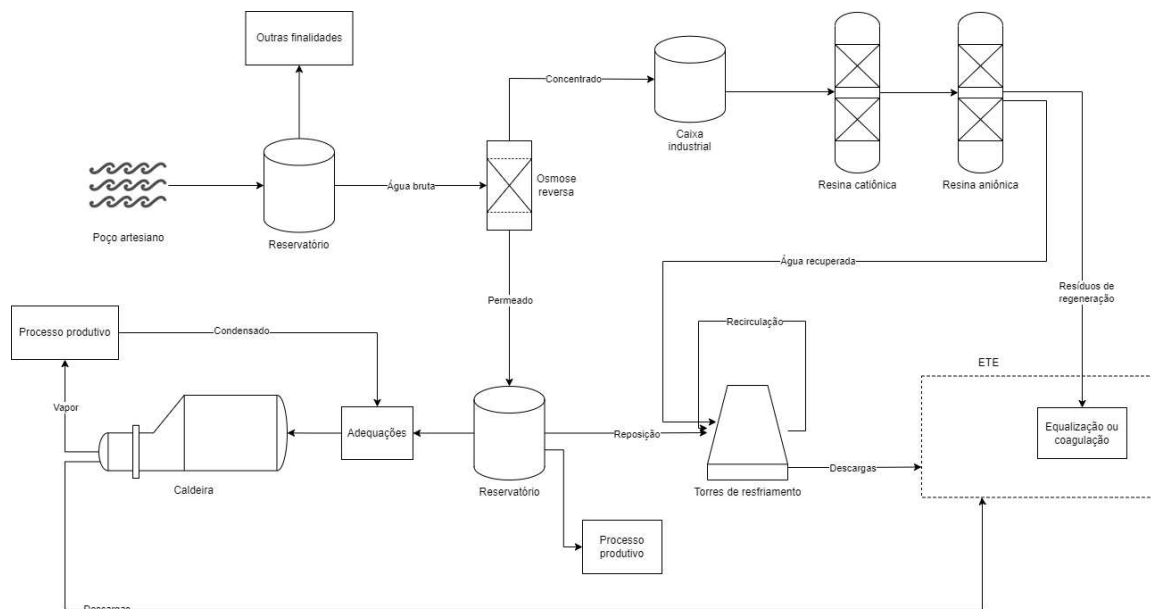 Outras finalidades
Concentrado
Caixa
industrial
Resina catiônica
Resina aniônica
Osmose
reversa
Água bruta
Poço artesiano
Reservatório
Água recuperada
Resíduos de
regeneração
Permeado
Processo produtivo
Condensado
Recirculação
ETE
Vapor
Adequações
Reposição
Equalização ou
coagulação
Descargas
Caldeira
Reservatório
Torres de resfriamento
Processo
produtivo
Descargas